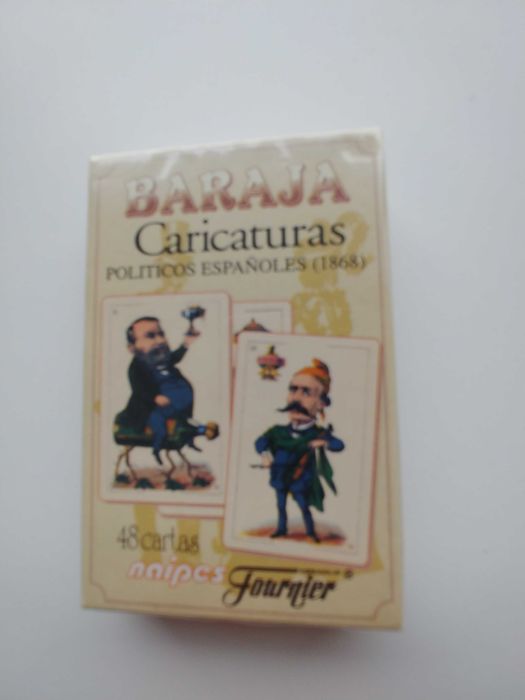 BARAJA
Caricaturas
POLITICOS ESPAÑOLES (1868)
48 cartas
naipes Fournier ®